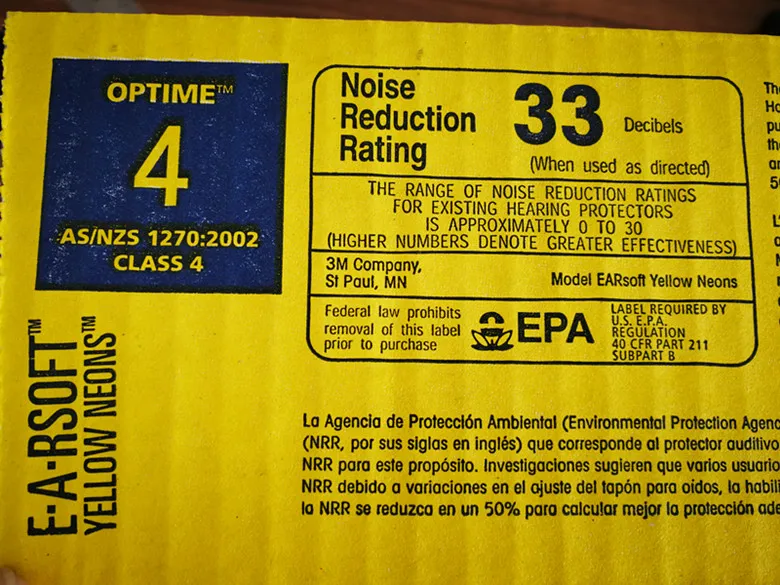 OPTIME™
4
AS/NZS 1270:2002
CLASS 4
E-A-RSOFT™
YELLOW NEONS™
Noise
Reduction
Rating
33 Decibels
(When used as directed)
THE RANGE OF NOISE REDUCTION RATINGS
FOR EXISTING HEARING PROTECTORS
IS APPROXIMATELY 0 TO 30
(HIGHER NUMBERS DENOTE GREATER EFFECTIVENESS)
3M Company,
St Paul, MN
Model EARsoft Yellow Neons
Federal law prohibits
removal of this label
prior to purchase
EPA
LABEL REQUIRED BY
U.S. E.P.A.
REGULATION
40 CFR PART 211
SUBPART B
La Agencia de Protección Ambiental (Environmental Protection Agenc
(NRR, por sus siglas en inglés) que corresponde al protector auditivo
NRR para este propósito. Investigaciones sugieren que varios usuario
NRR debido a variaciones en el ajuste del tapón para oidos, la habili
la NRR se reduzca en un 50% para calcular mejor la protección ade